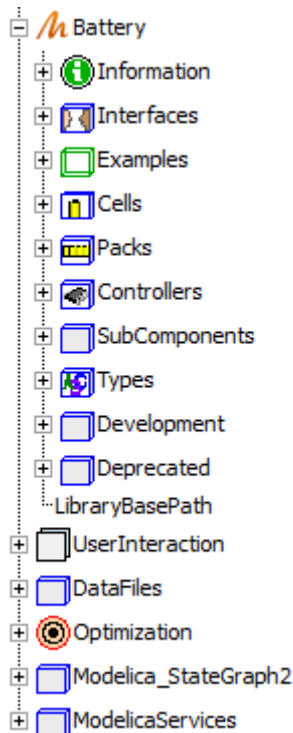 Battery
Information
Interfaces
Examples
Cells
Packs
Controllers
SubComponents
Types
Development
Deprecated
LibraryBasePath
UserInteraction
DataFiles
Optimization
Modelica_StateGraph2
ModelicaServices